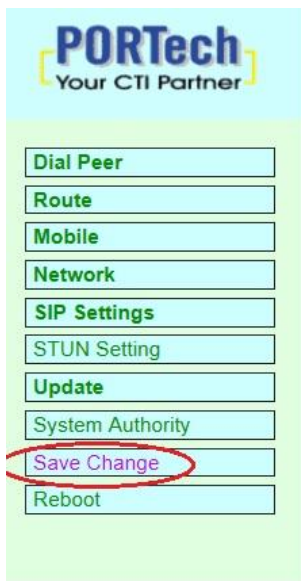 PORTech
Your CTI Partner
Dial Peer
Route
Mobile
Network
SIP Settings
STUN Setting
Update
System Authority
Save Change
Reboot